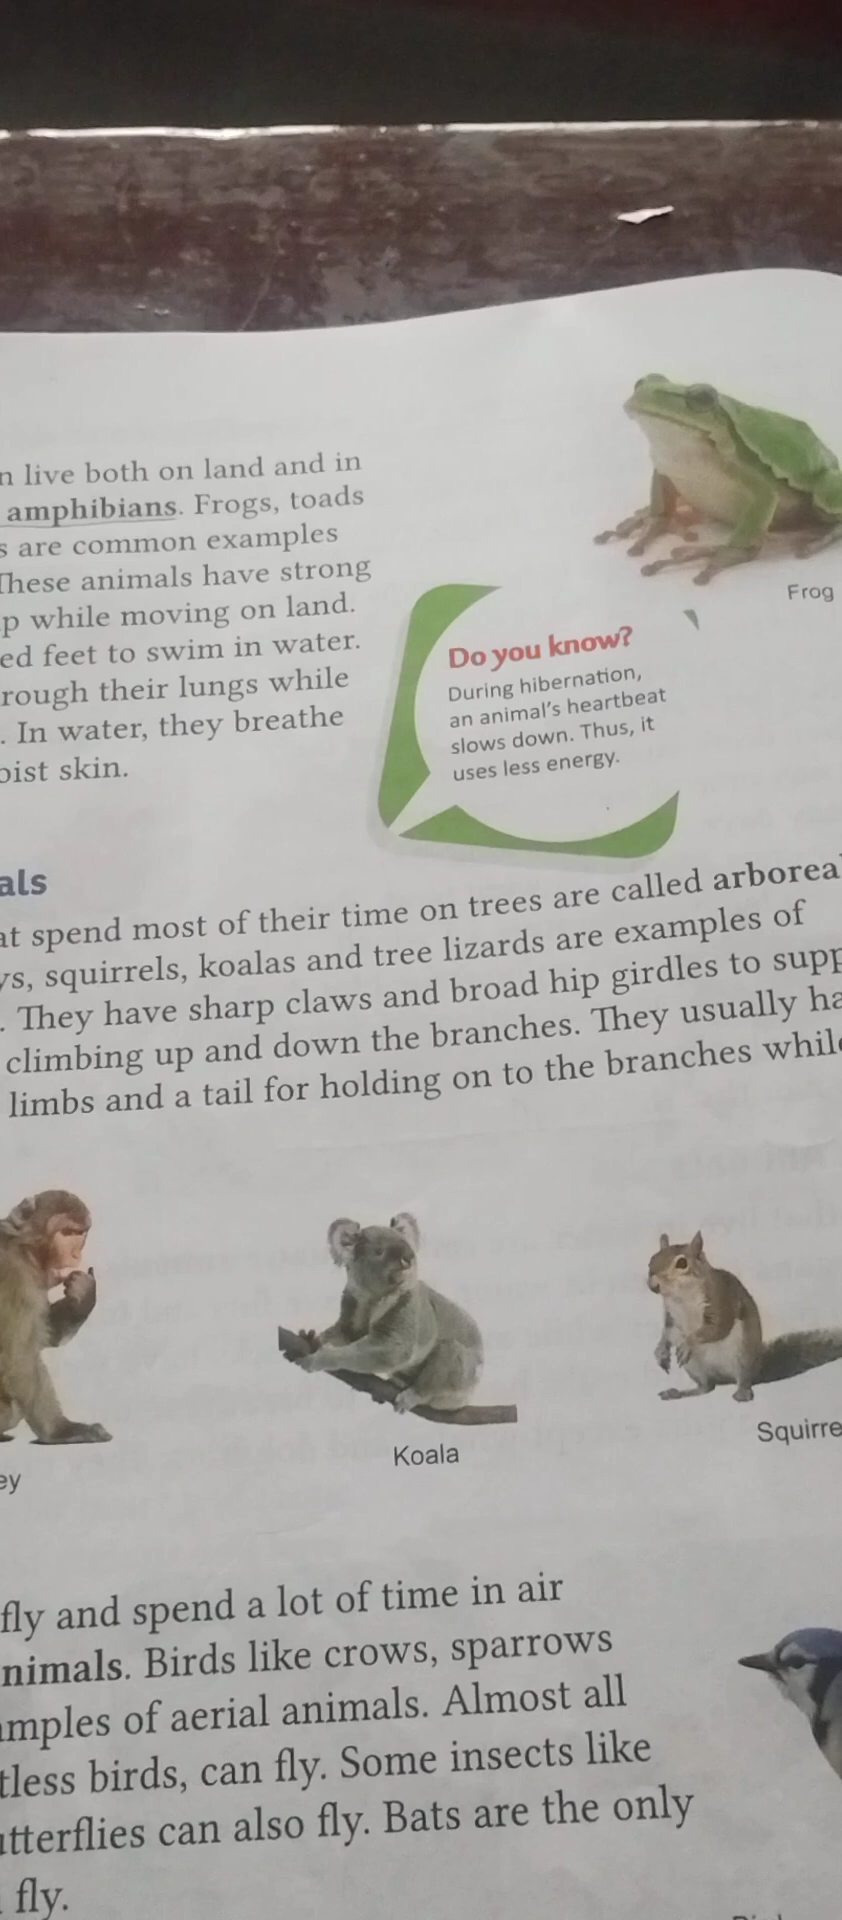 n live both on land and in
amphibians. Frogs, toads
s are common examples
These animals have strong
p while moving on land.
ed feet to swim in water.
rough their lungs while
. In water, they breathe
oist skin.
Frog
Do you know?
During hibernation,
an animal's heartbeat
slows down. Thus, it
uses less energy.
als
at spend most of their time on trees are called arboreal
ys, squirrels, koalas and tree lizards are examples of
. They have sharp claws and broad hip girdles to supp
climbing up and down the branches. They usually ha
limbs and a tail for holding on to the branches while
ey
Koala
Squirre
fly and spend a lot of time in air
nimals. Birds like crows, sparrows
amples of aerial animals. Almost all
tless birds, can fly. Some insects like
utterflies can also fly. Bats are the only
fly.